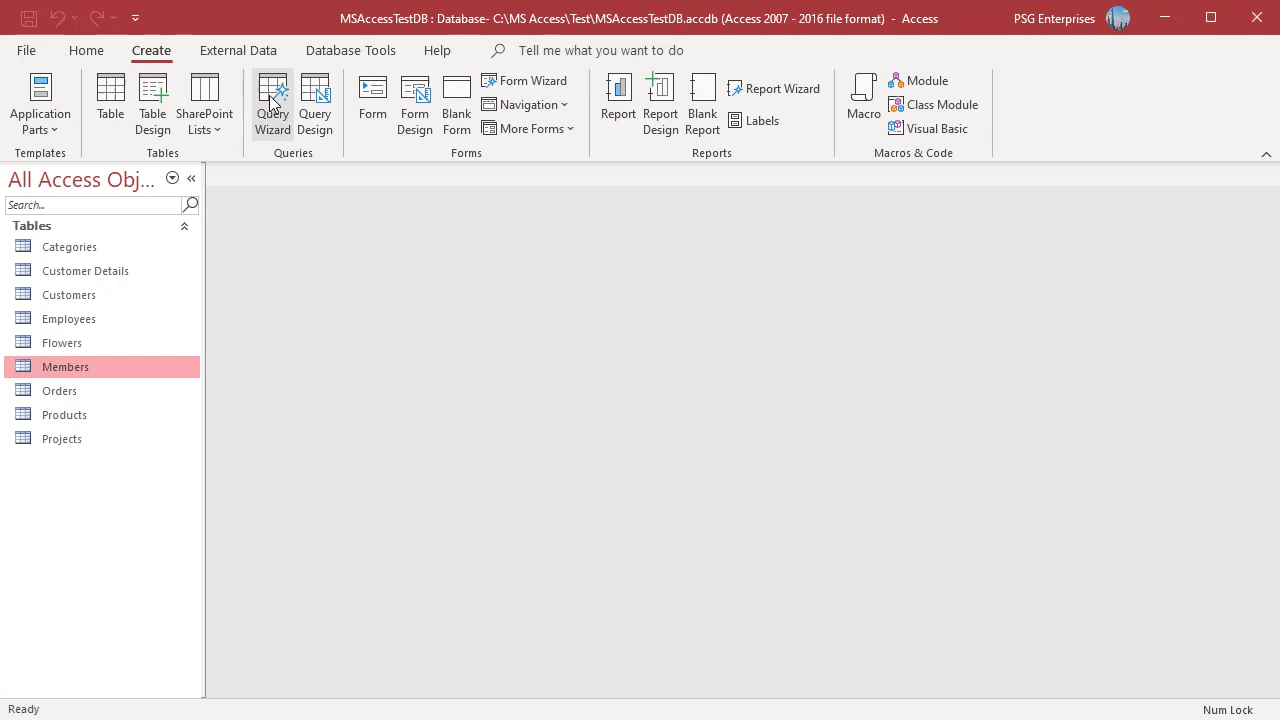 MSAccessTestDB : Database- C:\MS Access\Test\MSAccessTestDB.accdb (Access 2007 - 2016 file format) - Access
PSG Enterprises
File Home Create External Data Database Tools Help Tell me what you want to do
Application Parts
Templates
Table
Table Design
SharePoint Lists
Tables
Query Wizard
Query Design
Queries
Form
Form Design
Blank Form
Form Wizard
Navigation
More Forms
Forms
Report
Report Design
Blank Report
Report Wizard
Labels
Reports
Macro
Module
Class Module
Visual Basic
Macros & Code
All Access Obj...
Search...
Tables
Categories
Customer Details
Customers
Employees
Flowers
Members
Orders
Products
Projects
Ready
Num Lock